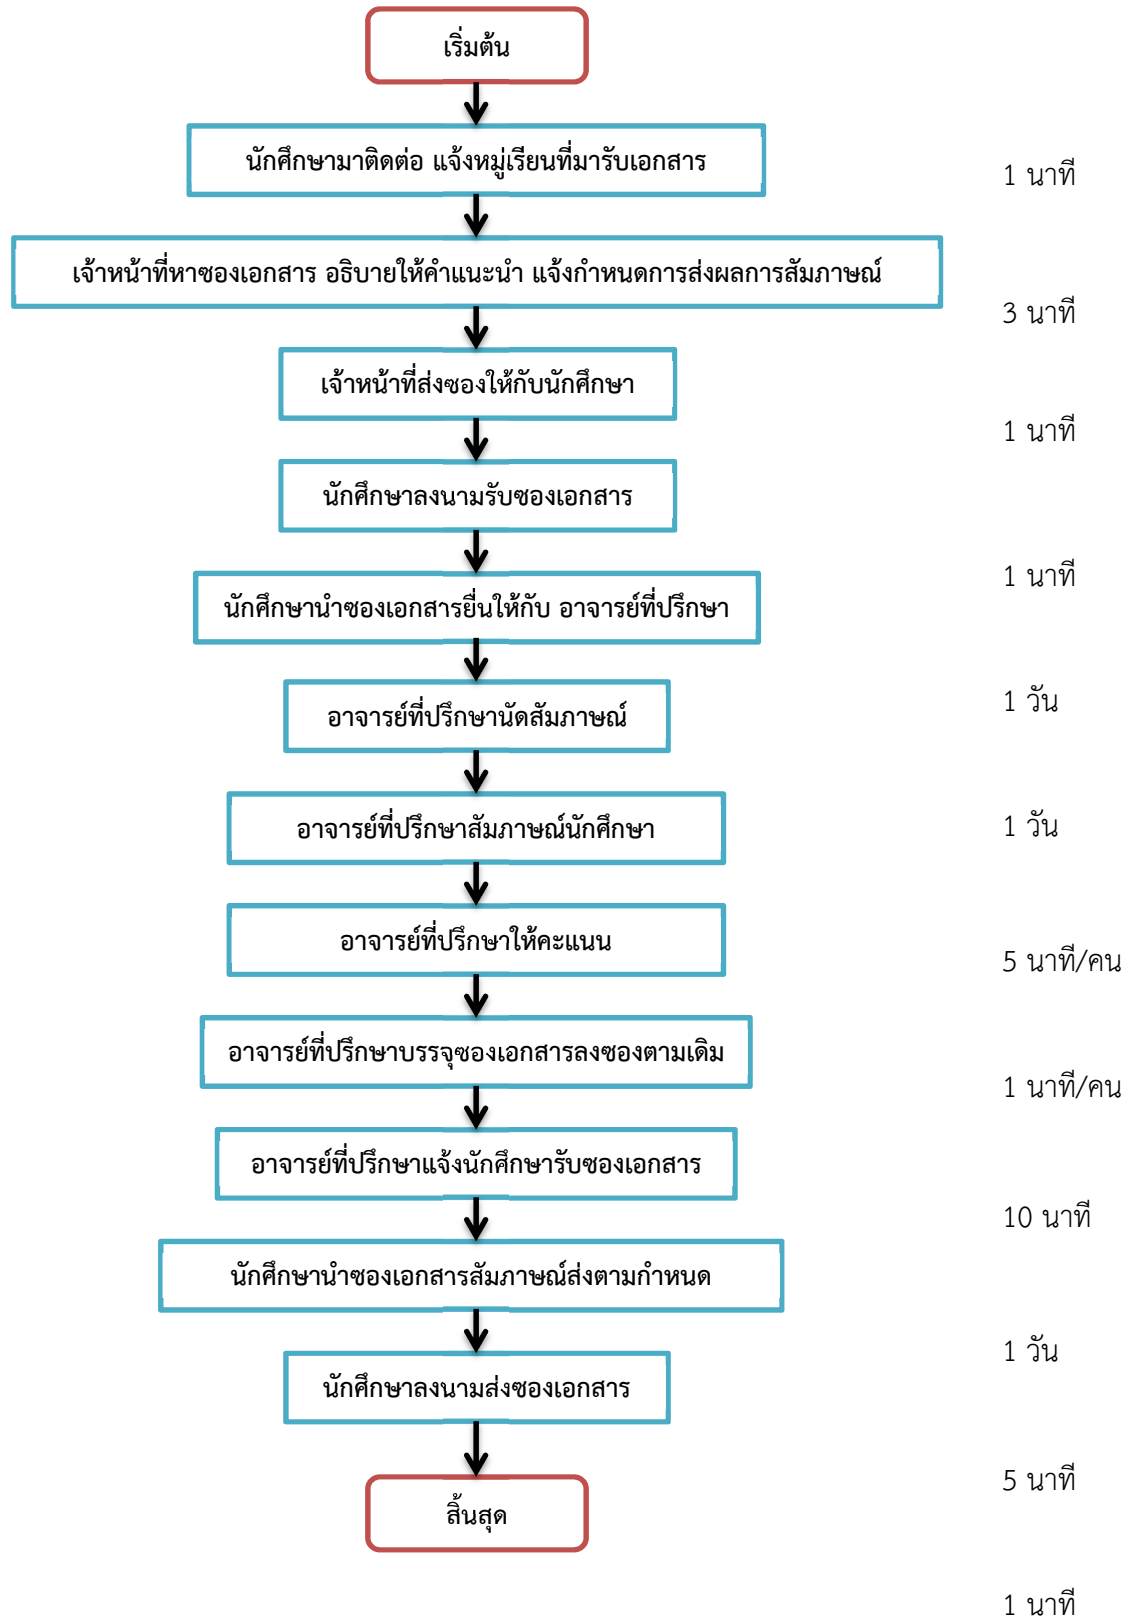 เริ่มต้น
นักศึกษามาติดต่อ แจ้งหมู่เรียนที่มารับเอกสาร
1 นาที
เจ้าหน้าที่หาซองเอกสาร อธิบายให้คำแนะนำ แจ้งกำหนดการส่งผลการสัมภาษณ์
3 นาที
เจ้าหน้าที่ส่งซองให้กับนักศึกษา
1 นาที
นักศึกษาลงนามรับซองเอกสาร
1 นาที
นักศึกษานำซองเอกสารยื่นให้กับ อาจารย์ที่ปรึกษา
1 วัน
อาจารย์ที่ปรึกษานัดสัมภาษณ์
1 วัน
อาจารย์ที่ปรึกษาสัมภาษณ์นักศึกษา
5 นาที/คน
อาจารย์ที่ปรึกษาให้คะแนน
1 นาที/คน
อาจารย์ที่ปรึกษาบรรจุซองเอกสารลงซองตามเดิม
10 นาที
อาจารย์ที่ปรึกษาแจ้งนักศึกษารับซองเอกสาร
1 วัน
นักศึกษานำซองเอกสารสัมภาษณ์ส่งตามกำหนด
5 นาที
นักศึกษาลงนามส่งซองเอกสาร
1 นาที
สิ้นสุด